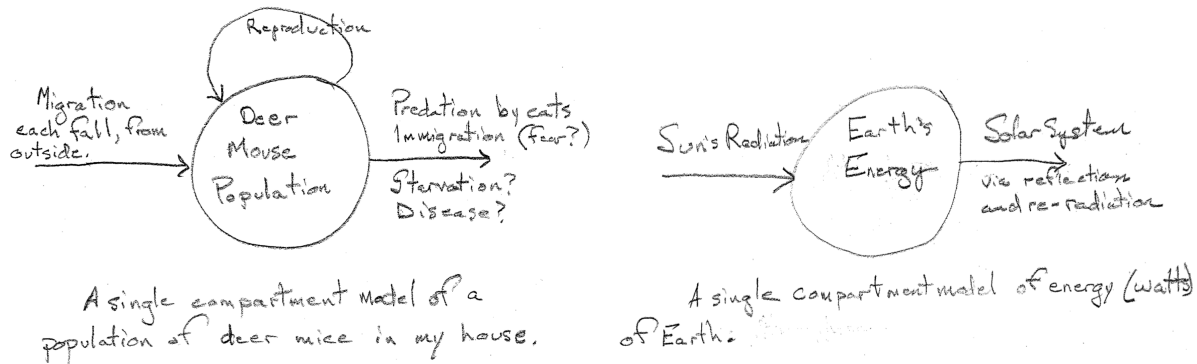 Reproduction
Migration
each fall, from
outside.
Deer
Mouse
Population
Predation by cats
Immigration (fear?)
Starvation?
Disease?
A single compartment model of a
population of deer mice in my house.
Sun's Radiation
Earth's
Energy
Solar System
via reflection
and re-radiation
A single compartment model of energy (watts)
of Earth.